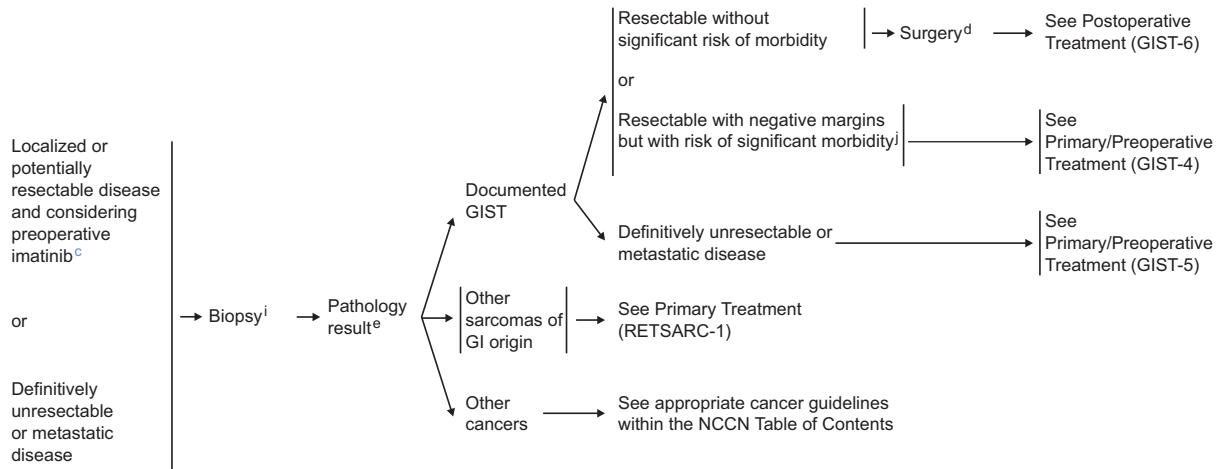 Localized or
potentially
resectable disease
and considering
preoperative
imatinibc
or
Definitively
unresectable
or metastatic
disease
Biopsyi
Pathology
resulte
Documented
GIST
Resectable without
significant risk of morbidity
or
Resectable with negative margins
but with risk of significant morbidityj
Surgeryd
See Postoperative
Treatment (GIST-6)
See
Primary/Preoperative
Treatment (GIST-4)
Definitively unresectable or
metastatic disease
See
Primary/Preoperative
Treatment (GIST-5)
Other
sarcomas of
GI origin
See Primary Treatment
(RETSARC-1)
Other
cancers
See appropriate cancer guidelines
within the NCCN Table of Contents